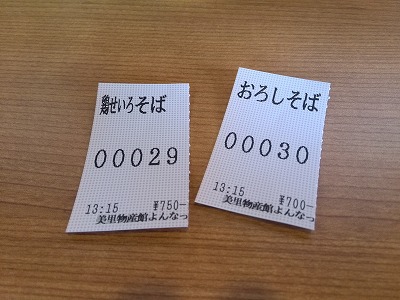 鶏せいろそば
00029
13:15 ¥750-
美里物産館よんなっ
おろしそば
00030
13:15 ¥700-
美里物産館よんなっ